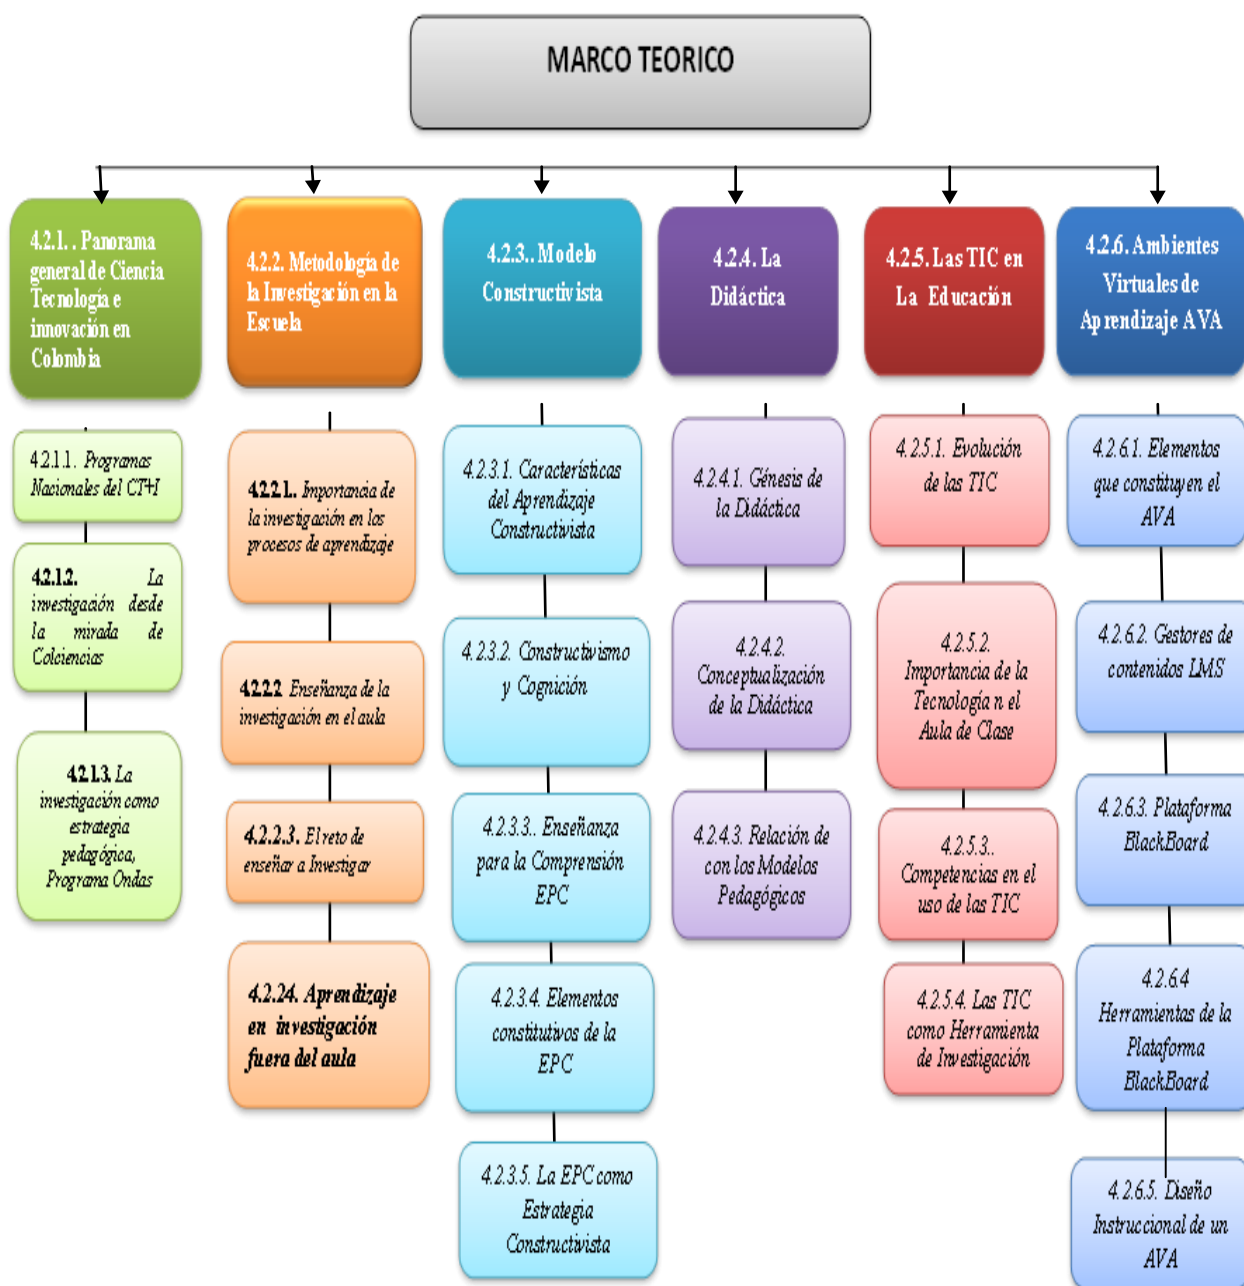 MARCO TEORICO
4.2.1. . Panorama
general de Ciencia
Tecnología e
innovación en
Colombia
4.2.2. Metodología de
la Investigación en la
Escuela
4.2.3.. Modelo
Constructivista
4.2.4. La
Didáctica
4.2.5. Las TIC en
La Educación
4.2.6. Ambientes
Virtuales de
Aprendizaje AVA
4.2.1.1. Programas
Nacionales del CT+I
4.2.1.2. La
investigación desde
la mirada de
Colciencias
4.2.1.3. La
investigación como
estrategia
pedagógica,
Programa Ondas
4.2.2.1.. Importancia de
la investigación en los
procesos de aprendizaje
4.2.2.2 Enseñanza de la
investigación en el aula
4.2.2.3. El reto de
enseñar a Investigar
4.2.24. Aprendizaje
en investigación
fuera del aula
4.2.3.1. Características
del Aprendizaje
Constructivista
4.2.3.2. Constructivismo
y Cognición
4.2.3.3.. Enseñanza
para la Comprensión
EPC
4.2.3.4. Elementos
constitutivos de la
EPC
4.2.3.5. La EPC como
Estrategia
Constructivista
4.2.4.1. Génesis de
la Didáctica
4.2.4.2.
Conceptualización
de la Didáctica
4.2.4.3. Relación de
con los Modelos
Pedagógicos
4.2.5.1. Evolución
de las TIC
4.2.5.2.
Importancia de la
Tecnología n el
Aula de Clase
4.2.5.3..
Competencias en el
uso de las TIC
4.2.5.4. Las TIC
como Herramienta
de Investigación
4.2.6.1. Elementos
que constituyen el
AVA
4.2.6.2. Gestores de
contenidos LMS
4.2.6.3. Plataforma
BlackBoard
4.2.6.4
Herramientas de la
Plataforma
BlackBoard
4.2.6.5. Diseño
Instruccional de un
AVA